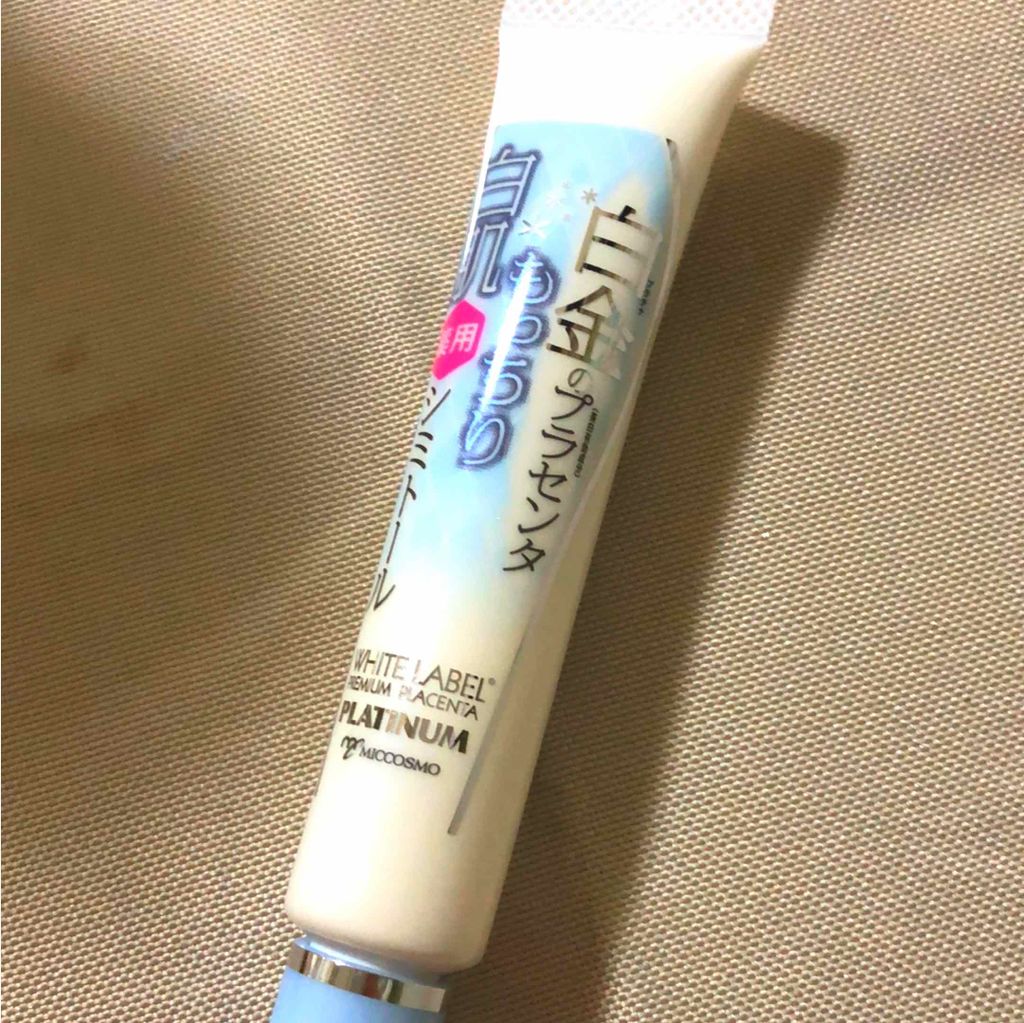 白金の
プラセンタ
白肌
もっちり
薬用
シミトール
WHITE LABEL®
PREMIUM PLACENTA
PLATINUM
MICCOSMO